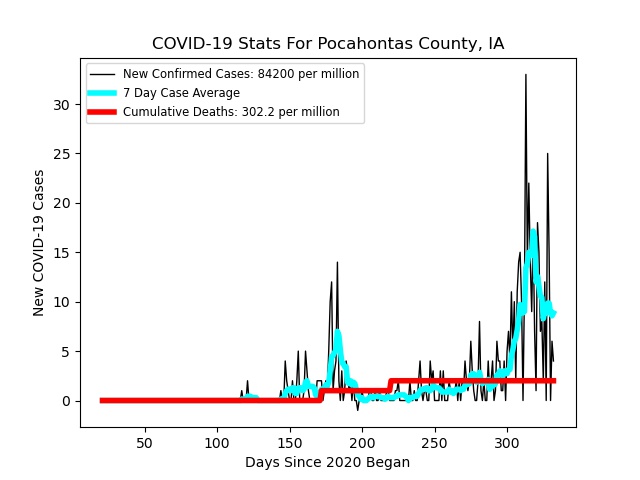 COVID-19 Stats For Pocahontas County, IA
New Confirmed Cases: 84200 per million
7 Day Case Average
Cumulative Deaths: 302.2 per million
New COVID-19 Cases
30
25
20
15
10
5
0
50 100 150 200 250 300
Days Since 2020 Began